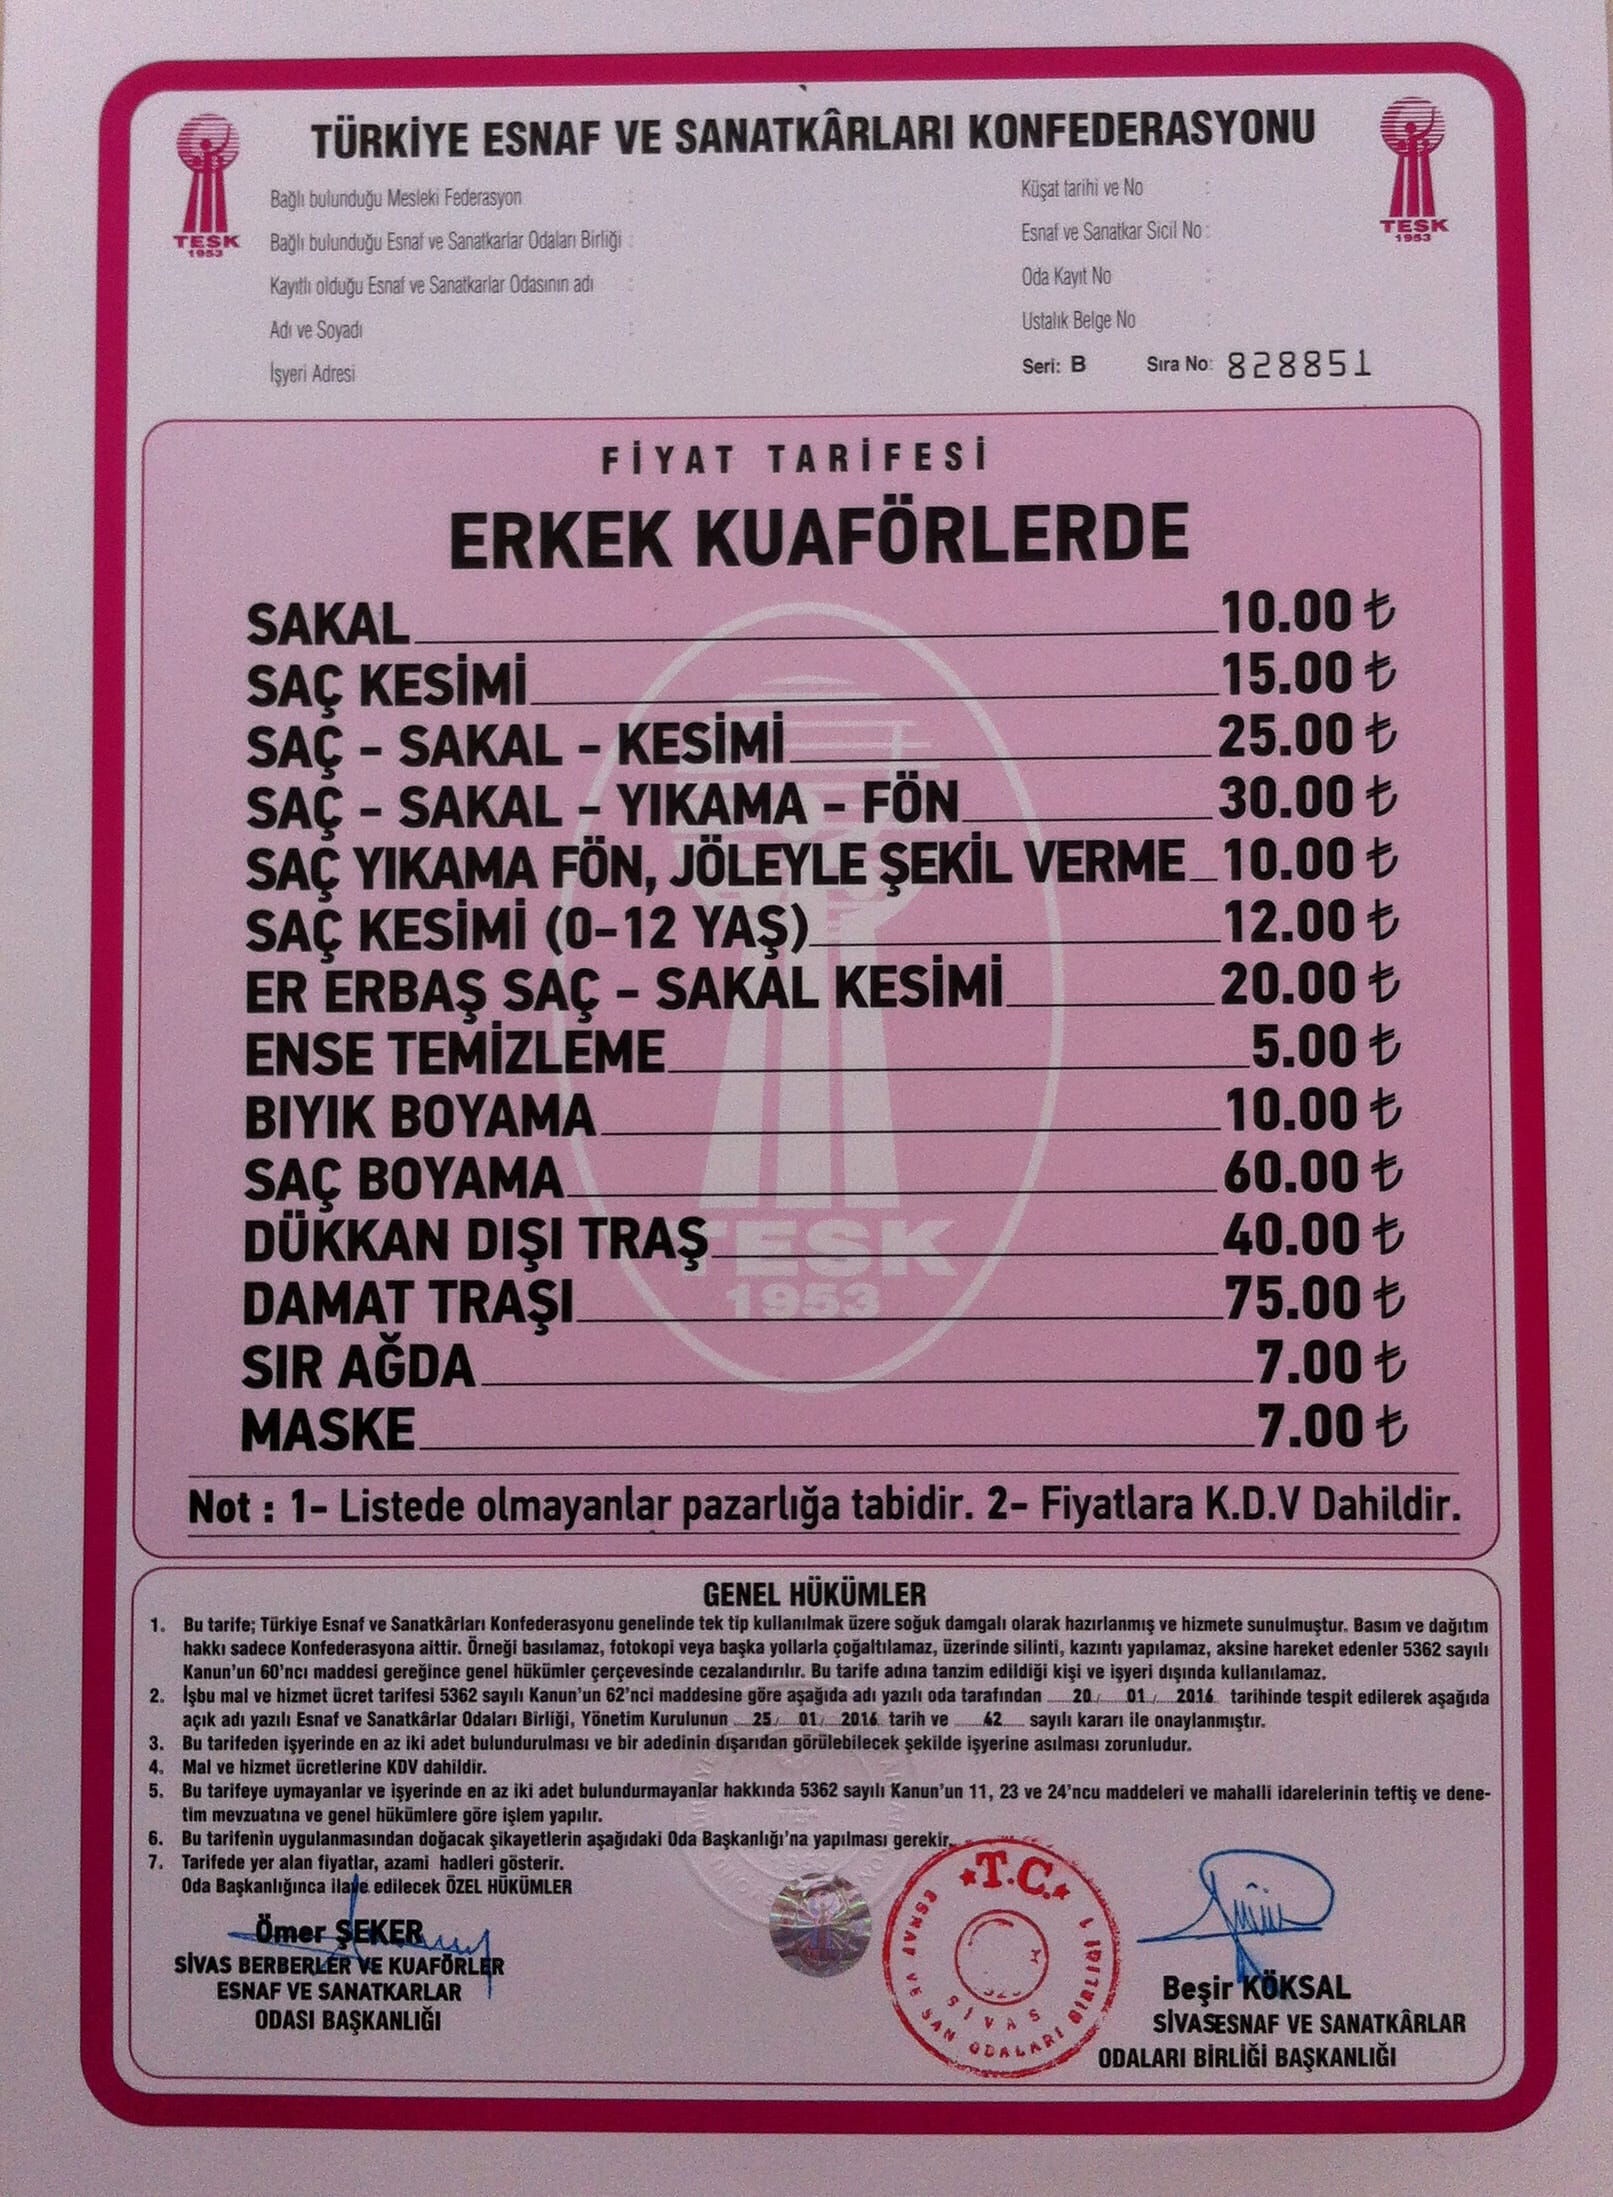 TÜRKİYE ESNAF VE SANATKÂRLARI KONFEDERASYONU
TESK
1953
TESK
1953
Bağlı bulunduğu Mesleki Federasyon :
Bağlı bulunduğu Esnaf ve Sanatkarlar Odaları Birliği :
Kayıtlı olduğu Esnaf ve Sanatkarlar Odasının adı :
Adı ve Soyadı :
İşyeri Adresi
Küşat tarihi ve No :
Esnaf ve Sanatkar Sicil No :
Oda Kayıt No :
Ustalık Belge No :
Seri: B Sıra No: 828851
FİYAT TARİFESİ
ERKEK KUAFÖRLERDE
SAKAL 10.00 ₺
SAÇ KESİMİ 15.00 ₺
SAÇ - SAKAL - KESİMİ 25.00 ₺
SAÇ - SAKAL - YIKAMA - FÖN 30.00 ₺
SAÇ YIKAMA FÖN, JÖLEYLE ŞEKİL VERME 10.00 ₺
SAÇ KESİMİ (0-12 YAŞ) 12.00 ₺
ER ERBAŞ SAÇ - SAKAL KESİMİ 20.00 ₺
ENSE TEMİZLEME 5.00 ₺
BIYIK BOYAMA 10.00 ₺
SAÇ BOYAMA 60.00 ₺
DÜKKAN DIŞI TRAŞ 40.00 ₺
DAMAT TRAŞI 75.00 ₺
SIR AĞDA 7.00 ₺
MASKE 7.00 ₺
TESK
1953
Not : 1- Listede olmayanlar pazarlığa tabidir. 2- Fiyatlara K.D.V Dahildir.
GENEL HÜKÜMLER
1. Bu tarife; Türkiye Esnaf ve Sanatkârları Konfederasyonu genelinde tek tip kullanılmak üzere soğuk damgalı olarak hazırlanmış ve hizmete sunulmuştur. Basım ve dağıtım
hakkı sadece Konfederasyona aittir. Örneği basılamaz, fotokopi veya başka yollarla çoğaltılamaz, üzerinde silinti, kazıntı yapılamaz, aksine hareket edenler 5362 sayılı
Kanun'un 60'ncı maddesi gereğince genel hükümler çerçevesinde cezalandırılır. Bu tarife adına tanzim edildiği kişi ve işyeri dışında kullanılamaz.
2. İşbu mal ve hizmet ücret tarifesi 5362 sayılı Kanun'un 62'nci maddesine göre aşağıda adı yazılı oda tarafından 20/ 01/ 2016 tarihinde tespit edilerek aşağıda
açık adı yazılı Esnaf ve Sanatkârlar Odaları Birliği, Yönetim Kurulunun 25/ 01/ 2016 tarih ve 42 sayılı kararı ile onaylanmıştır.
3. Bu tarifeden işyerinde en az iki adet bulundurulması ve bir adedinin dışarıdan görülebilecek şekilde işyerine asılması zorunludur.
4. Mal ve hizmet ücretlerine KDV dahildir.
5. Bu tarifeye uymayanlar ve işyerinde en az iki adet bulundurmayanlar hakkında 5362 sayılı Kanun'un 11, 23 ve 24'ncu maddeleri ve mahalli idarelerinin teftiş ve dene-
tim mevzuatına ve genel hükümlere göre işlem yapılır.
6. Bu tarifenin uygulanmasından doğacak şikayetlerin aşağıdaki Oda Başkanlığı'na yapılması gerekir.
7. Tarifede yer alan fiyatlar, azami hadleri gösterir.
Oda Başkanlığınca ilave edilecek ÖZEL HÜKÜMLER
Ömer ŞEKER
SİVAS BERBERLER VE KUAFÖRLER
ESNAF VE SANATKARLAR
ODASI BAŞKANLIĞI
T.C.
ESNAF VE SAN ODALARI BİRLİĞİ
SİVAS
Beşir KÖKSAL
SİVASESNAF VE SANATKÂRLAR
ODALARI BİRLİĞİ BAŞKANLIĞI